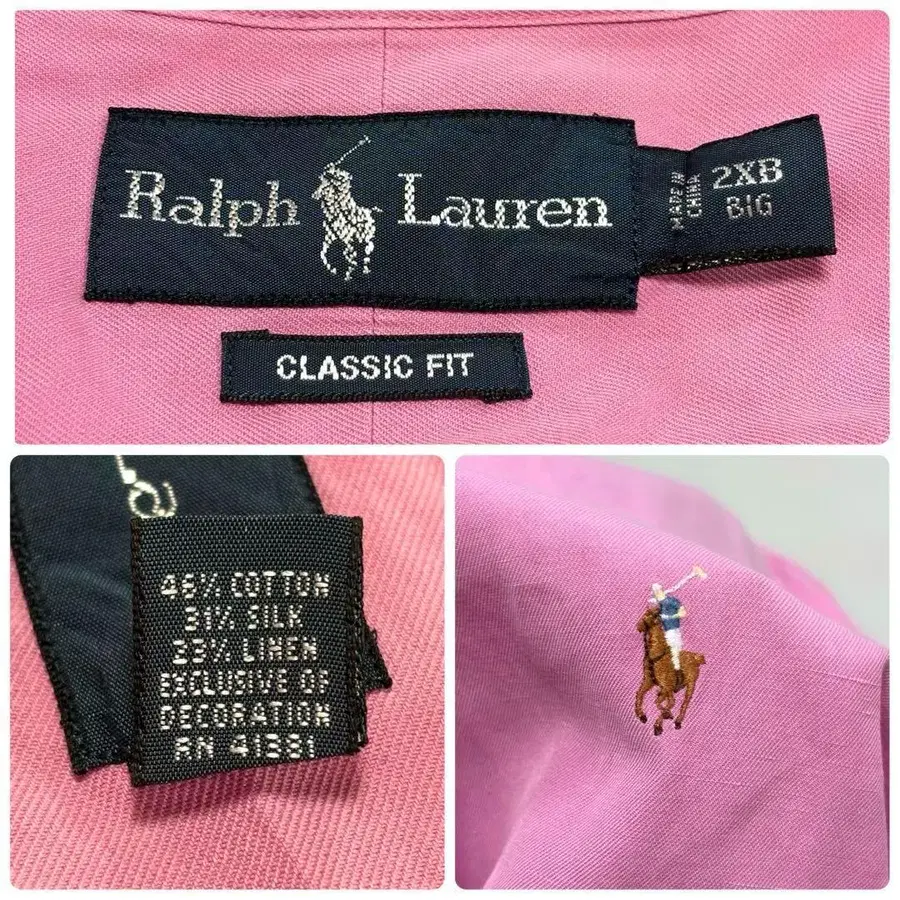 Ralph Lauren
MADE IN
CHINA
2XB
BIG
CLASSIC FIT
46% COTTON
31% SILK
23% LINEN
EXCLUSIVE OF
DECORATION
RN 41381